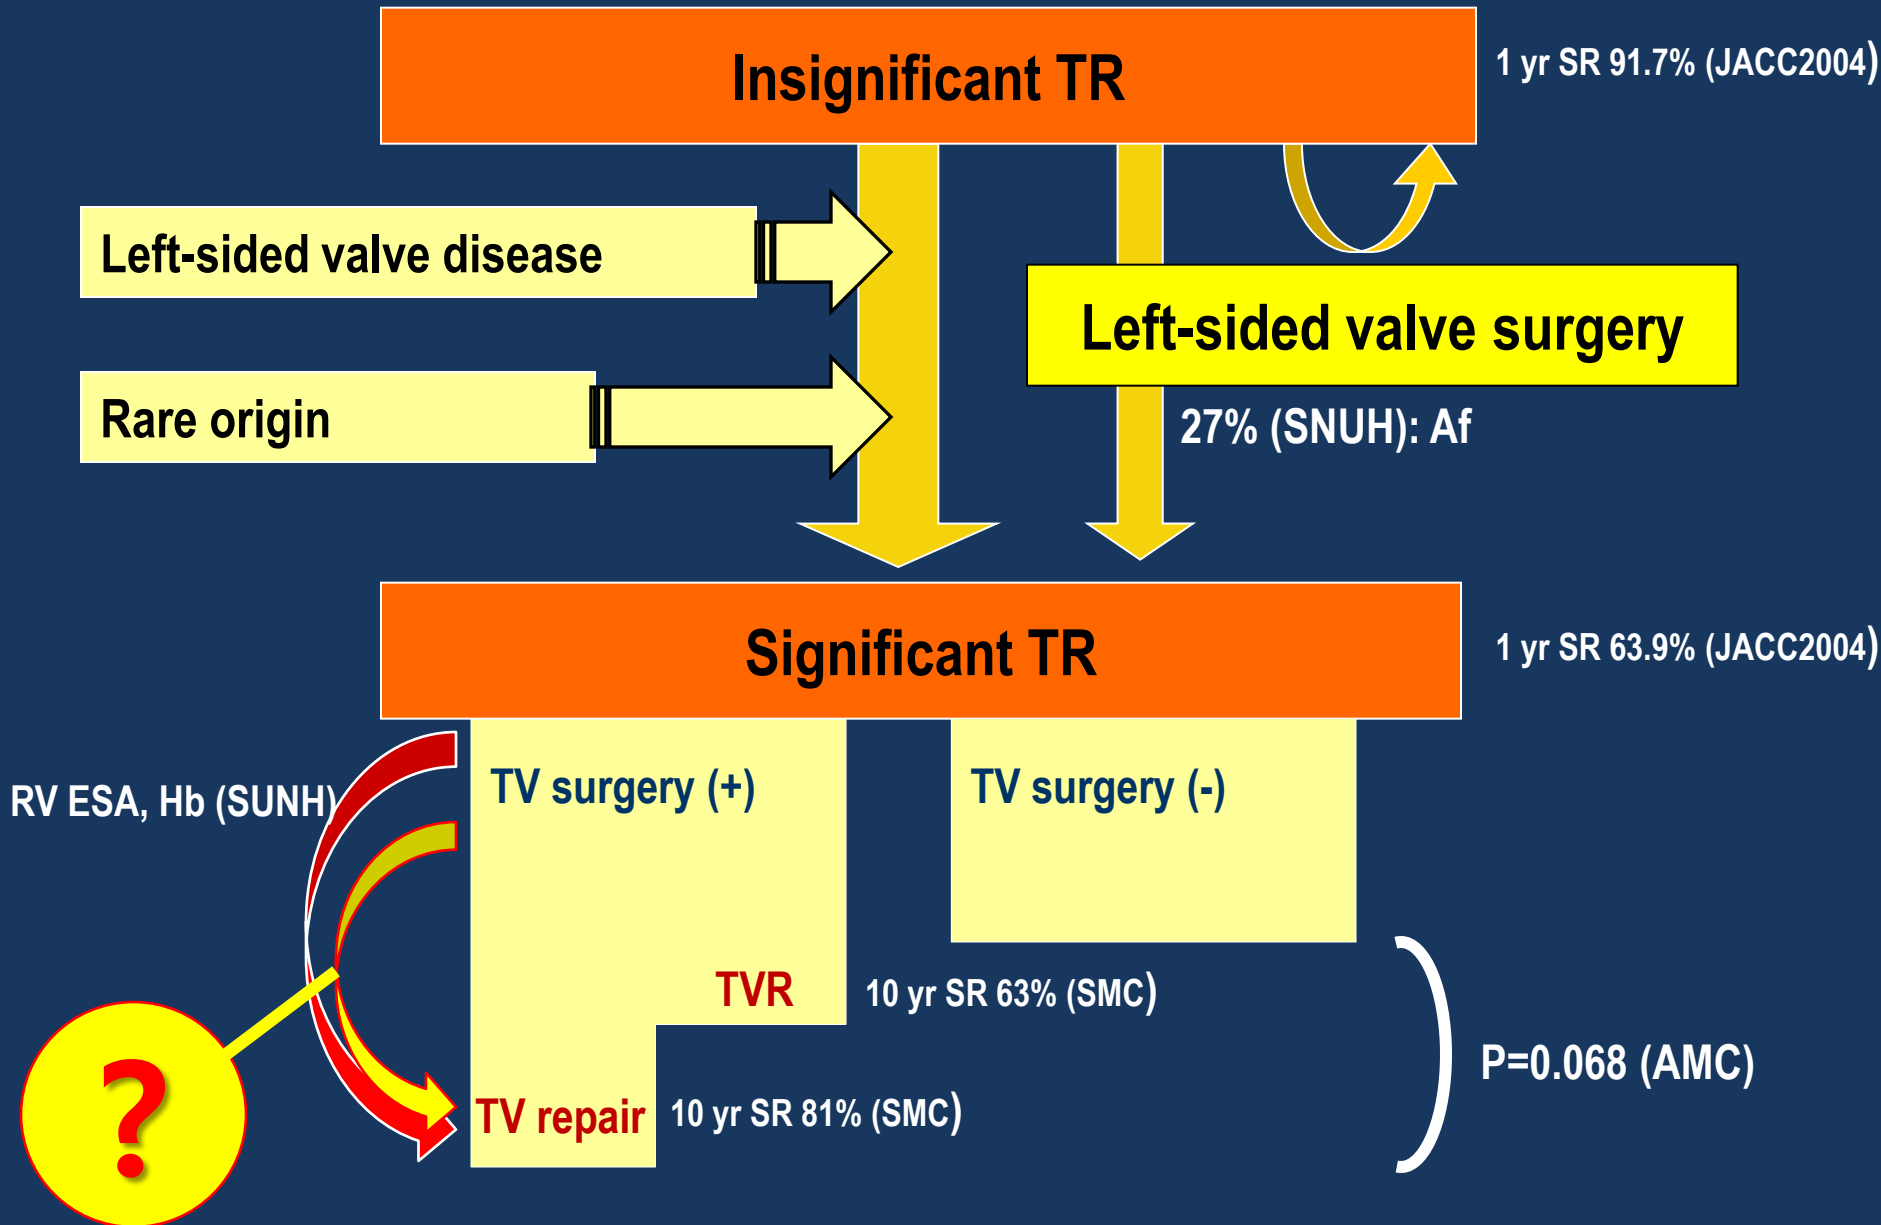 Insignificant TR
1 yr SR 91.7% (JACC2004)
Left-sided valve disease
Left-sided valve surgery
Rare origin
27% (SNUH): Af
Significant TR
1 yr SR 63.9% (JACC2004)
RV ESA, Hb (SUNH)
TV surgery (+)
TV surgery (-)
TVR
10 yr SR 63% (SMC)
P=0.068 (AMC)
?
TV repair
10 yr SR 81% (SMC)